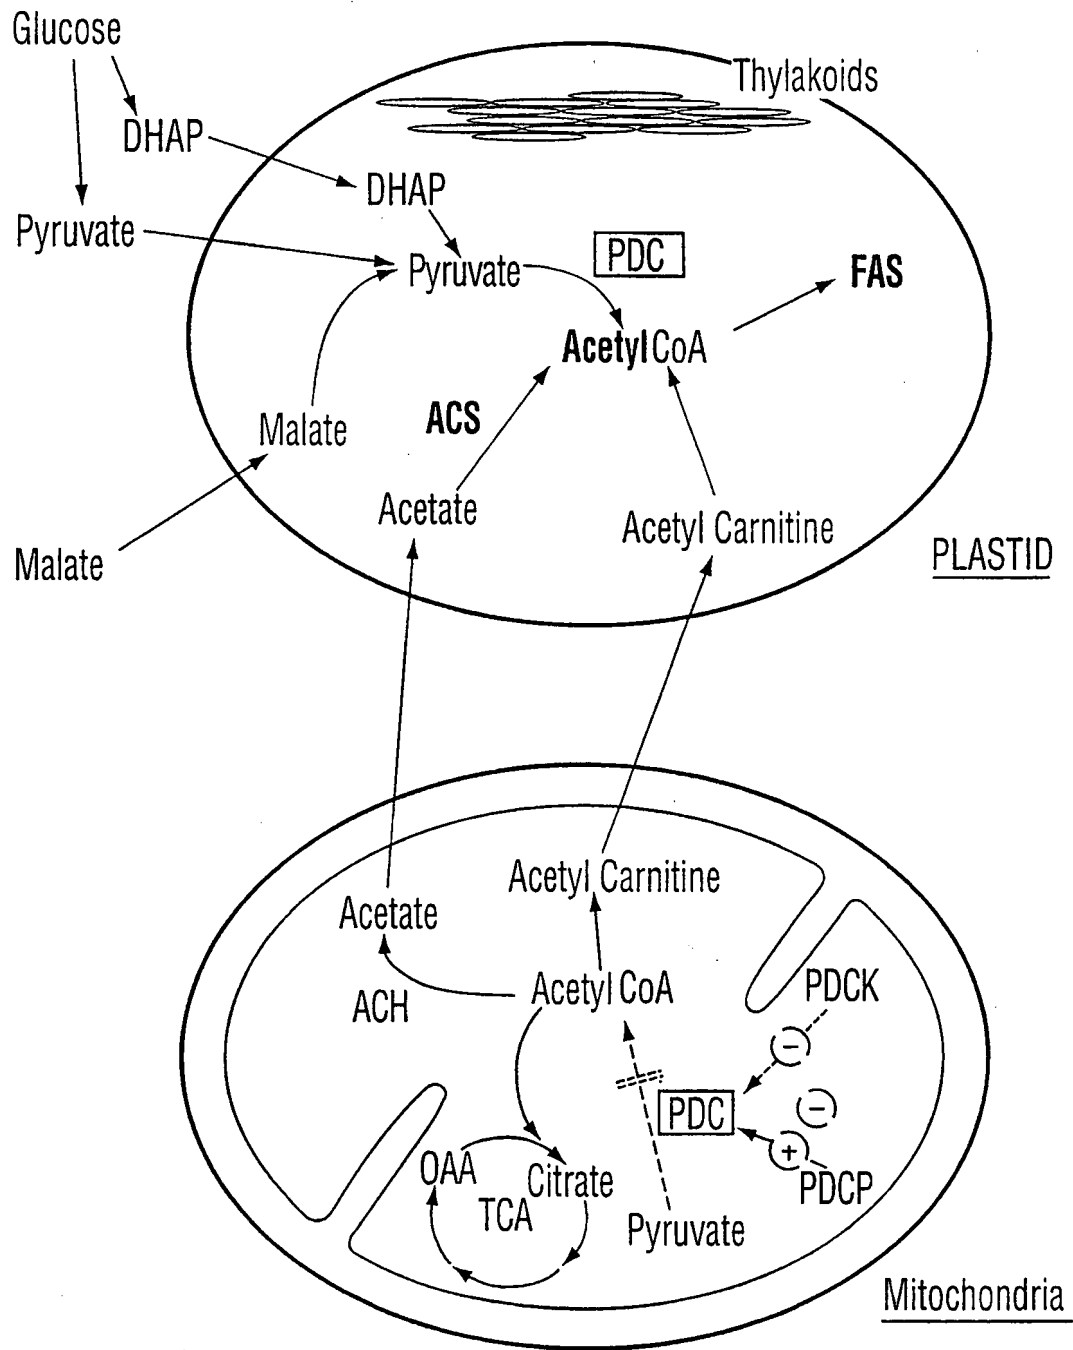 Glucose
Thylakoids
DHAP
DHAP
Pyruvate
Pyruvate
PDC
FAS
Acetyl CoA
ACS
Malate
Acetate
Acetyl Carnitine
PLASTID
Malate
Acetyl Carnitine
Acetate
Acetyl CoA
PDCK
ACH
−
PDC
−
+
OAA
Citrate
PDCP
TCA
Pyruvate
Mitochondria